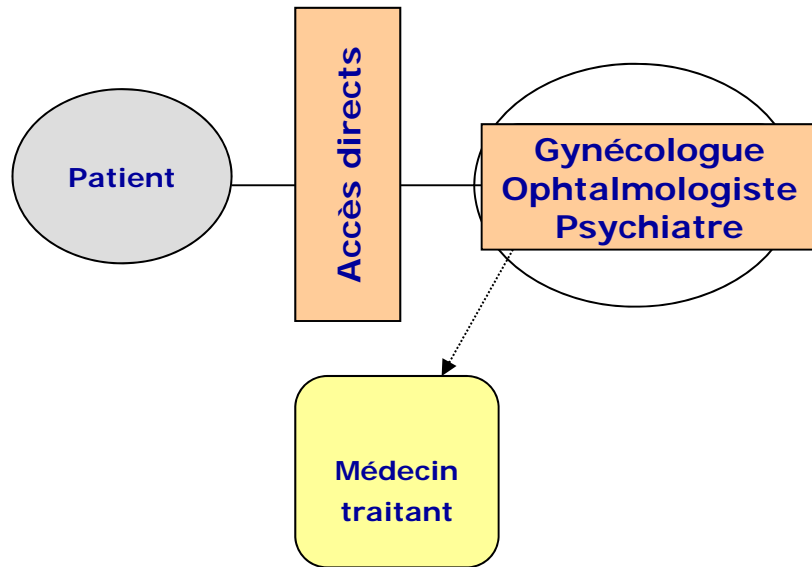 Patient
Accès directs
Gynécologue
Ophtalmologiste
Psychiatre
Médecin
traitant